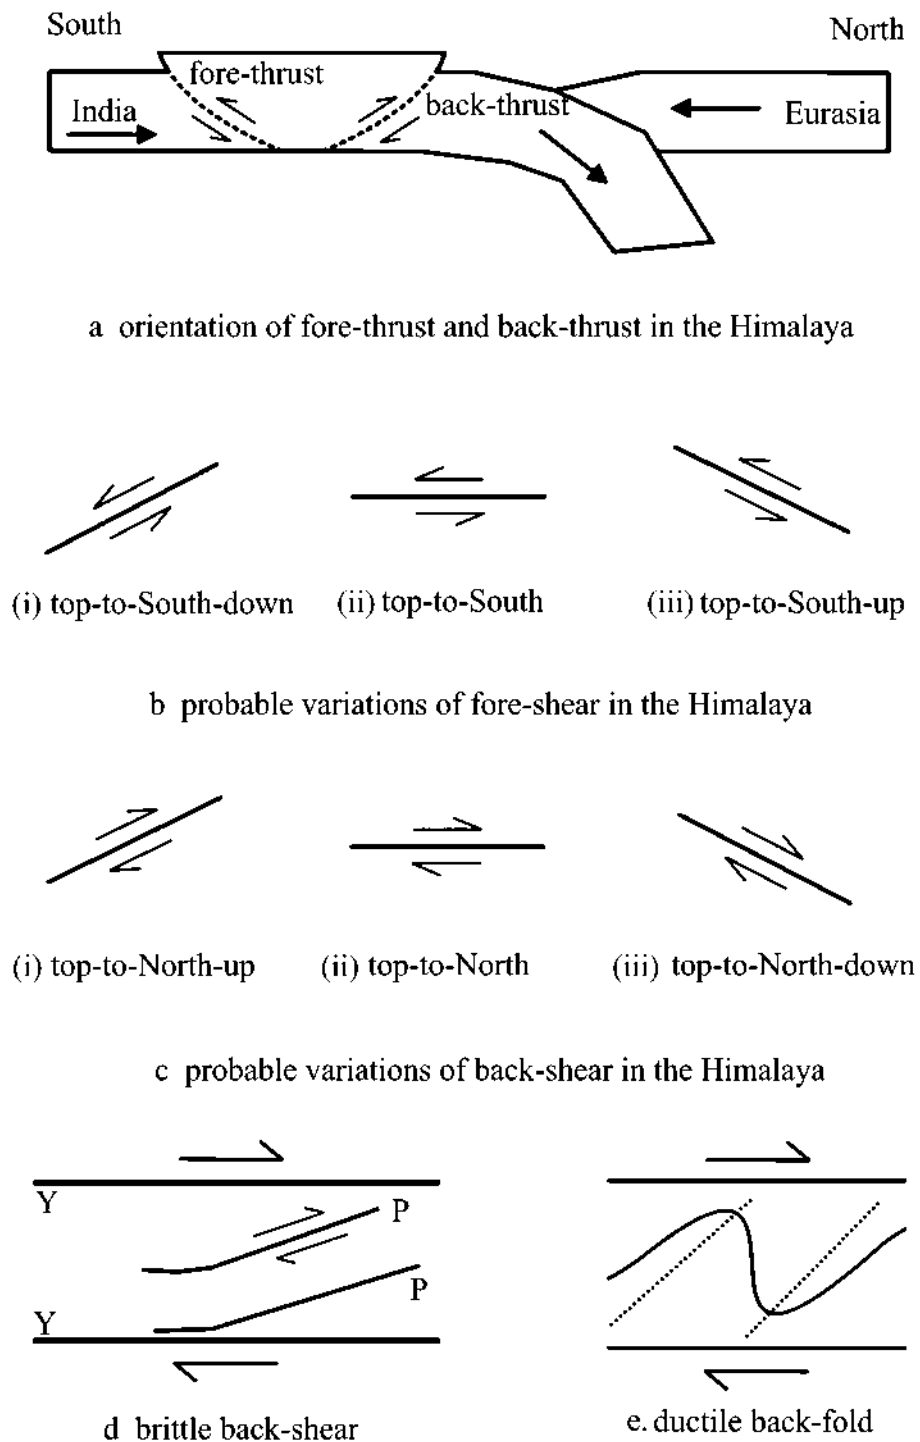 South
North
fore-thrust
India
back-thrust
Eurasia
a orientation of fore-thrust and back-thrust in the Himalaya
(i) top-to-South-down
(ii) top-to-South
(iii) top-to-South-up
b probable variations of fore-shear in the Himalaya
(i) top-to-North-up
(ii) top-to-North
(iii) top-to-North-down
c probable variations of back-shear in the Himalaya
Y
P
P
Y
d brittle back-shear
e. ductile back-fold